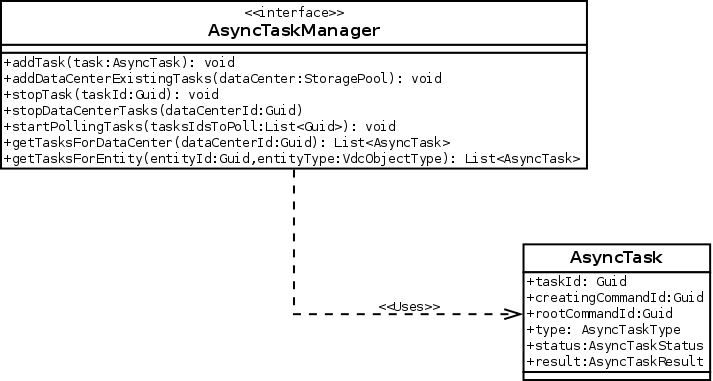 <<interface>>
AsyncTaskManager
+addTask(task:AsyncTask): void
+addDataCenterExistingTasks(dataCenter:StoragePool): void
+stopTask(taskId:Guid): void
+stopDataCenterTasks(dataCenterId:Guid)
+startPollingTasks(tasksIdsToPoll:List<Guid>): void
+getTasksForDataCenter(dataCenterId:Guid): List<AsyncTask>
+getTasksForEntity(entityId:Guid,entityType:VdcObjectType): List<AsyncTask>
AsyncTask
+taskId: Guid
+creatingCommandId:Guid
<<Uses>>
+rootCommandId:Guid
+type: AsyncTaskType
+status:AsyncTaskStatus
+result:AsyncTaskResult